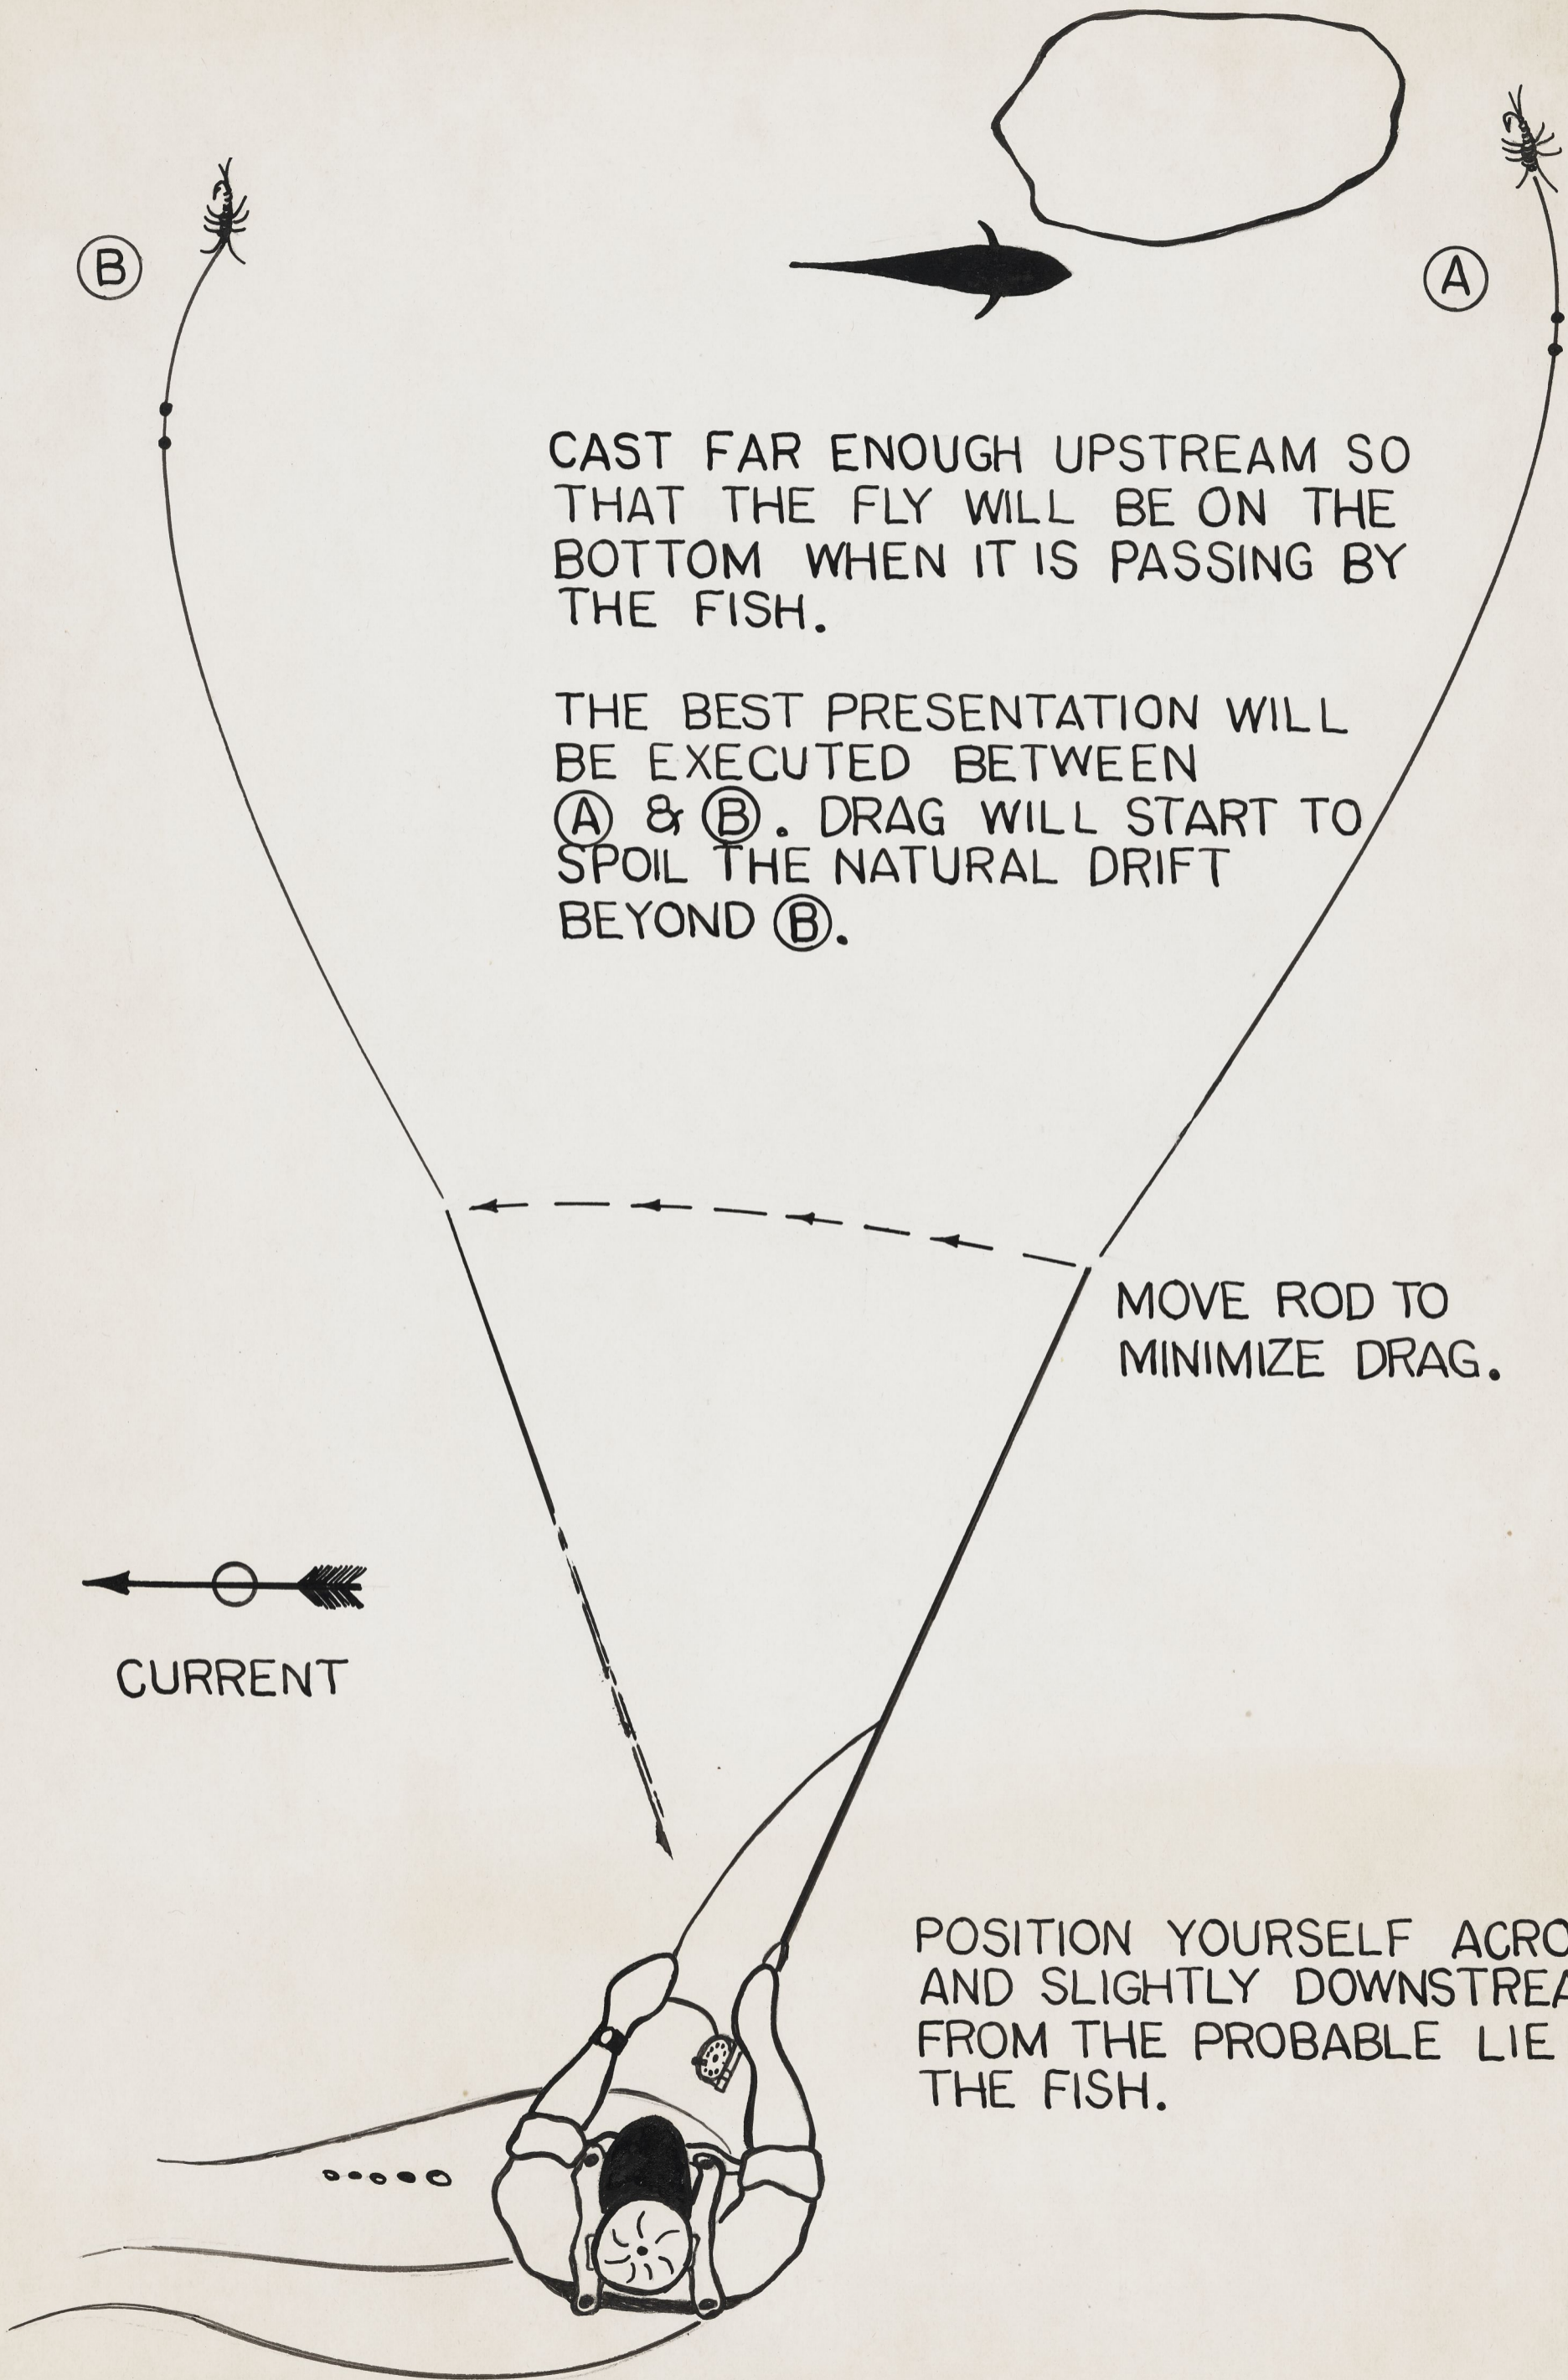 Ⓑ
Ⓐ
CAST FAR ENOUGH UPSTREAM SO
THAT THE FLY WILL BE ON THE
BOTTOM WHEN IT IS PASSING BY
THE FISH.
THE BEST PRESENTATION WILL
BE EXECUTED BETWEEN
Ⓐ & Ⓑ. DRAG WILL START TO
SPOIL THE NATURAL DRIFT
BEYOND Ⓑ.
MOVE ROD TO
MINIMIZE DRAG.
CURRENT
POSITION YOURSELF ACRO
AND SLIGHTLY DOWNSTREA
FROM THE PROBABLE LIE
THE FISH.